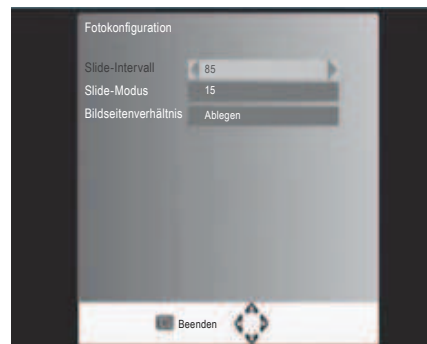 Fotokonfiguration
Slide-Intervall 85
Slide-Modus 15
Bildseitenverhältnis Ablegen
Beenden